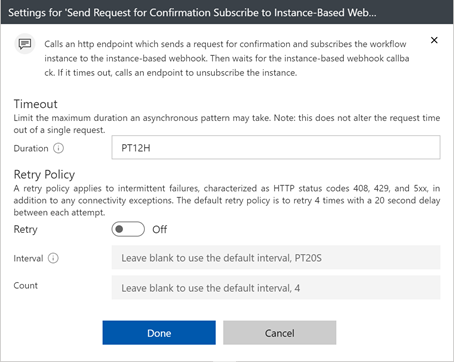 Settings for 'Send Request for Confirmation Subscribe to Instance-Based Web...
Calls an http endpoint which sends a request for confirmation and subscribes the workflow
instance to the instance-based webhook. Then waits for the instance-based webhook callba
ck. If it times out, calls an endpoint to unsubscribe the instance.
Timeout
Limit the maximum duration an asynchronous pattern may take. Note: this does not alter the request time
out of a single request.
Duration
PT12H
Retry Policy
A retry policy applies to intermittent failures, characterized as HTTP status codes 408, 429, and 5xx, in
addition to any connectivity exceptions. The default retry policy is to retry 4 times with a 20 second delay
between each attempt.
Retry Off
Interval
Leave blank to use the default interval, PT20S
Count
Leave blank to use the default interval, 4
Done
Cancel